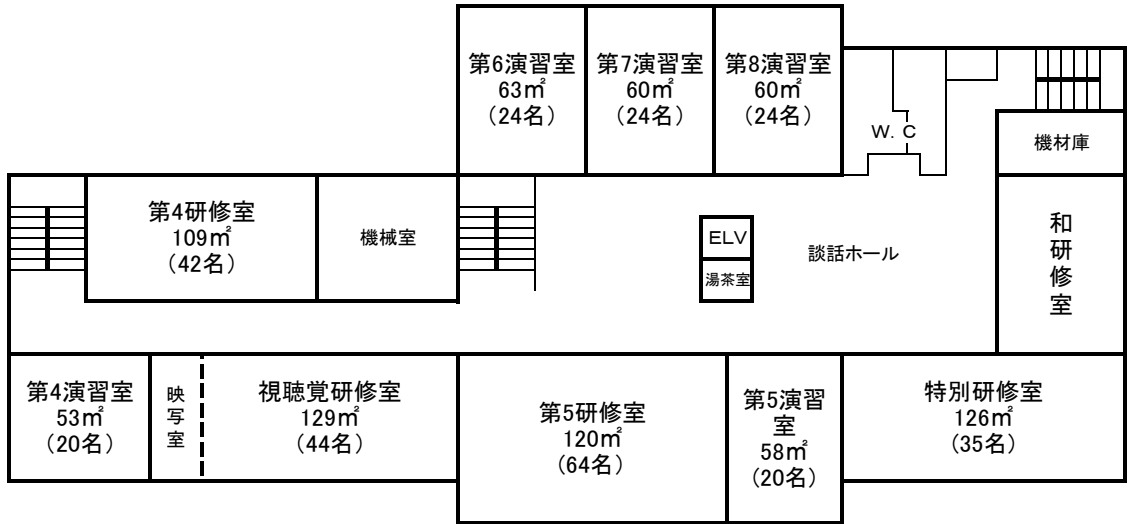 第6演習室
63㎡
（24名）
第7演習室
60㎡
（24名）
第8演習室
60㎡
（24名）
W．C
機材庫
第4研修室
109㎡
（42名）
機械室
ELV
湯茶室
談話ホール
和研修室
第4演習室
53㎡
（20名）
映写室
視聴覚研修室
129㎡
（44名）
第5研修室
120㎡
（64名）
第5演習
室
58㎡
（20名）
特別研修室
126㎡
（35名）